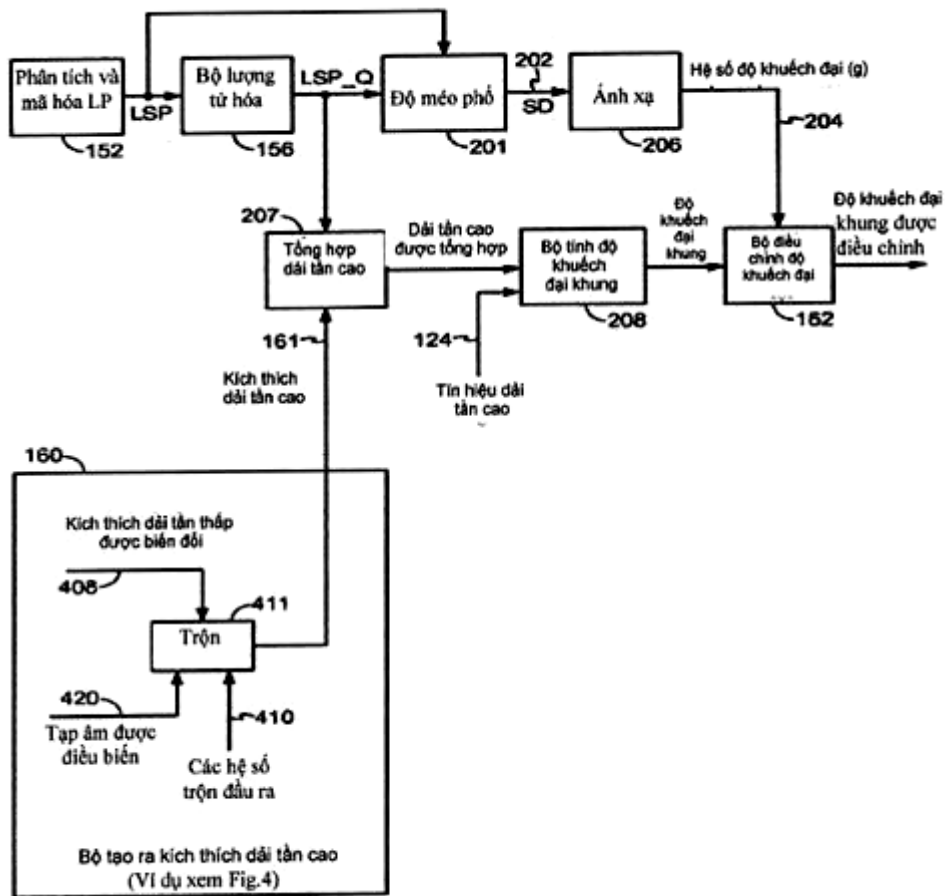 Phân tích và
mã hóa LP
152
LSP
Bộ lượng
tử hóa
156
LSP_Q
Độ méo phổ
201
202
SD
Ánh xạ
206
Hệ số độ khuếch đại (g)
204
207
Tổng hợp
dải tần cao
Dải tần cao
được tổng hợp
Bộ tính độ
khuếch
đại khung
208
Độ
khuếch
đại
khung
Bộ điều
chỉnh độ
khuếch đại
162
Độ khuếch đại
khung được
điều chỉnh
161
Kích thích
dải tần cao
124
Tín hiệu dải
tần cao
160
Kích thích dải tần thấp
được biến đổi
408
411
Trộn
420
Tạp âm được
điều biến
410
Các hệ số
trộn đầu ra
Bộ tạo ra kích thích dải tần cao
(Ví dụ xem Fig.4)